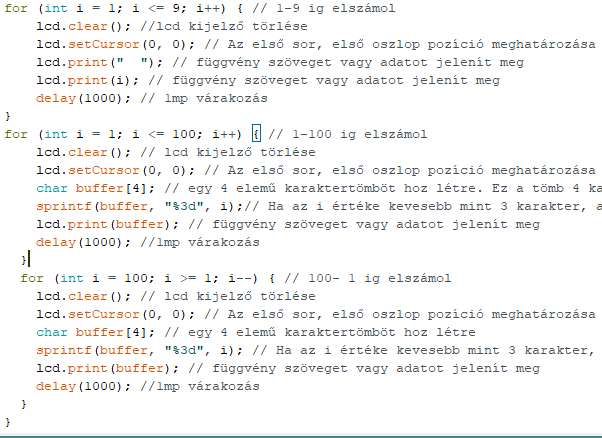 for (int i = 1; i <= 9; i++) { // 1-9 ig elszámol
    lcd.clear(); //lcd kijelző törlése
    lcd.setCursor(0, 0); // Az első sor, első oszlop pozíció meghatározása
    lcd.print("  "); // függvény szöveget vagy adatot jelenít meg
    lcd.print(i); // függvény szöveget vagy adatot jelenít meg
    delay(1000); // 1mp várakozás
}
for (int i = 1; i <= 100; i++) { // 1-100 ig elszámol
    lcd.clear(); // lcd kijelző törlése
    lcd.setCursor(0, 0); // Az első sor, első oszlop pozíció meghatározása
    char buffer[4]; // egy 4 elemű karaktertömböt hoz létre. Ez a tömb 4 ka
    sprintf(buffer, "%3d", i);// Ha az i értéke kevesebb mint 3 karakter, a
    lcd.print(buffer); // függvény szöveget vagy adatot jelenít meg
    delay(1000); //1mp várakozás
  }
  for (int i = 100; i >= 1; i--) { // 100- 1 ig elszámol
    lcd.clear(); // lcd kijelző törlése
    lcd.setCursor(0, 0); // Az első sor, első oszlop pozíció meghatározása
    char buffer[4]; // egy 4 elemű karaktertömböt hoz létre
    sprintf(buffer, "%3d", i); // Ha az i értéke kevesebb mint 3 karakter,
    lcd.print(buffer); // függvény szöveget vagy adatot jelenít meg
    delay(1000); //1mp várakozás
  }
}